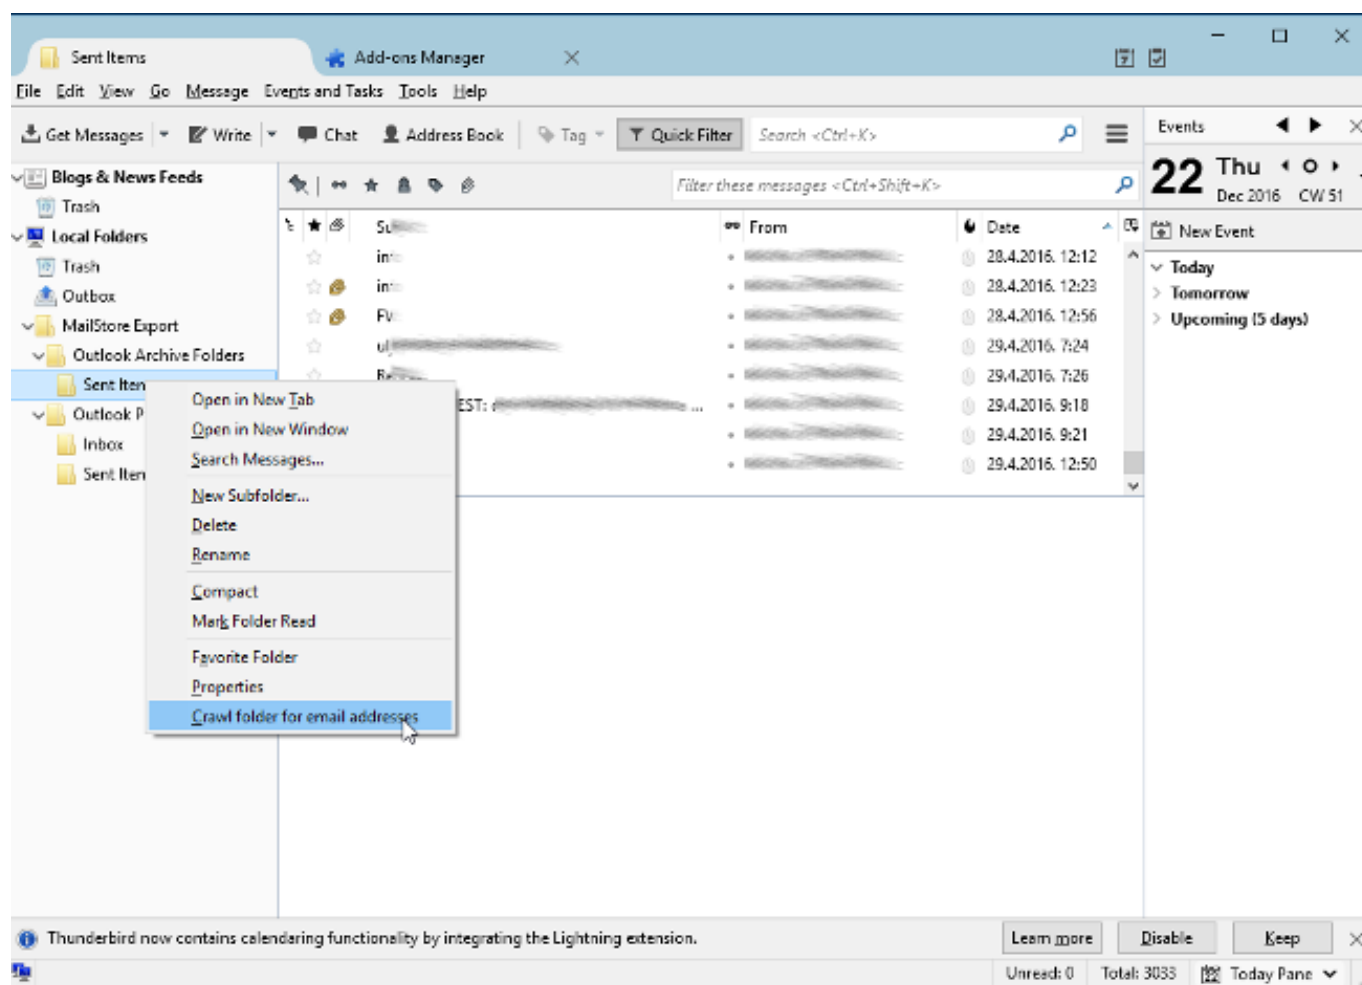 Sent Items
Add-ons Manager
File Edit View Go Message Events and Tasks Tools Help
Get Messages Write Chat Address Book Tag Quick Filter Search <Ctrl+K>
Events
22 Thu
Dec 2016 CW 51
New Event
Today
Tomorrow
Upcoming (5 days)
Blogs & News Feeds
Trash
Local Folders
Trash
Outbox
MailStore Export
Outlook Archive Folders
Sent Iten
Outlook P
Inbox
Sent Iten
Filter these messages <Ctrl+Shift+K>
From Date
28.4.2016. 12:12
28.4.2016. 12:23
FV 28.4.2016. 12:56
29.4.2016. 7:24
29.4.2016. 7:26
EST: ... 29.4.2016. 9:18
29.4.2016. 9:21
29.4.2016. 12:50
Open in New Tab
Open in New Window
Search Messages...
New Subfolder...
Delete
Rename
Compact
Mark Folder Read
Favorite Folder
Properties
Crawl folder for email addresses
Thunderbird now contains calendaring functionality by integrating the Lightning extension.
Learn more Disable Keep
Unread: 0 Total: 3033 Today Pane